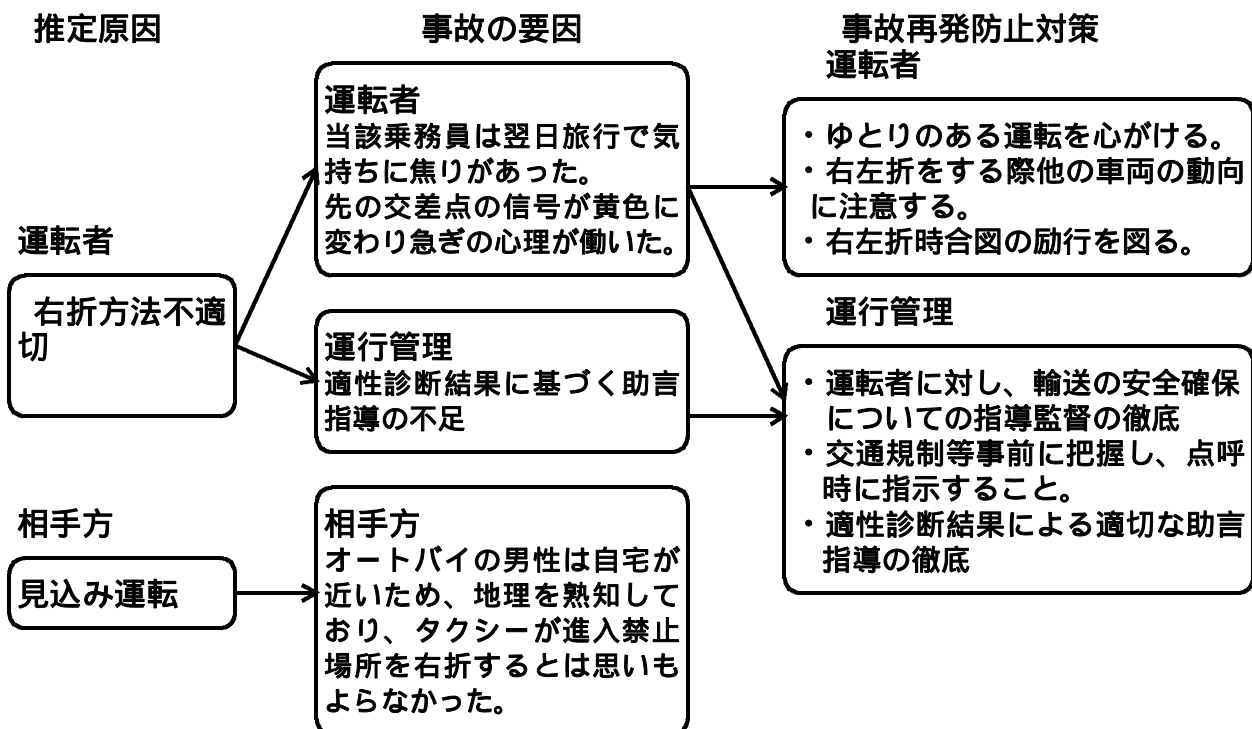 推定原因
事故の要因
事故再発防止対策
運転者
右折方法不適
切
相手方
見込み運転
運転者
当該乗務員は翌日旅行で気
持ちに焦りがあった。
先の交差点の信号が黄色に
変わり急ぎの心理が働いた。
運行管理
適性診断結果に基づく助言
指導の不足
相手方
オートバイの男性は自宅が
近いため、地理を熟知して
おり、タクシーが進入禁止
場所を右折するとは思いも
よらなかった。
運転者
・ゆとりのある運転を心がける。
・右左折をする際他の車両の動向
に注意する。
・右左折時合図の励行を図る。
運行管理
・運転者に対し、輸送の安全確保
についての指導監督の徹底
・交通規制等事前に把握し、点呼
時に指示すること。
・適性診断結果による適切な助言
指導の徹底